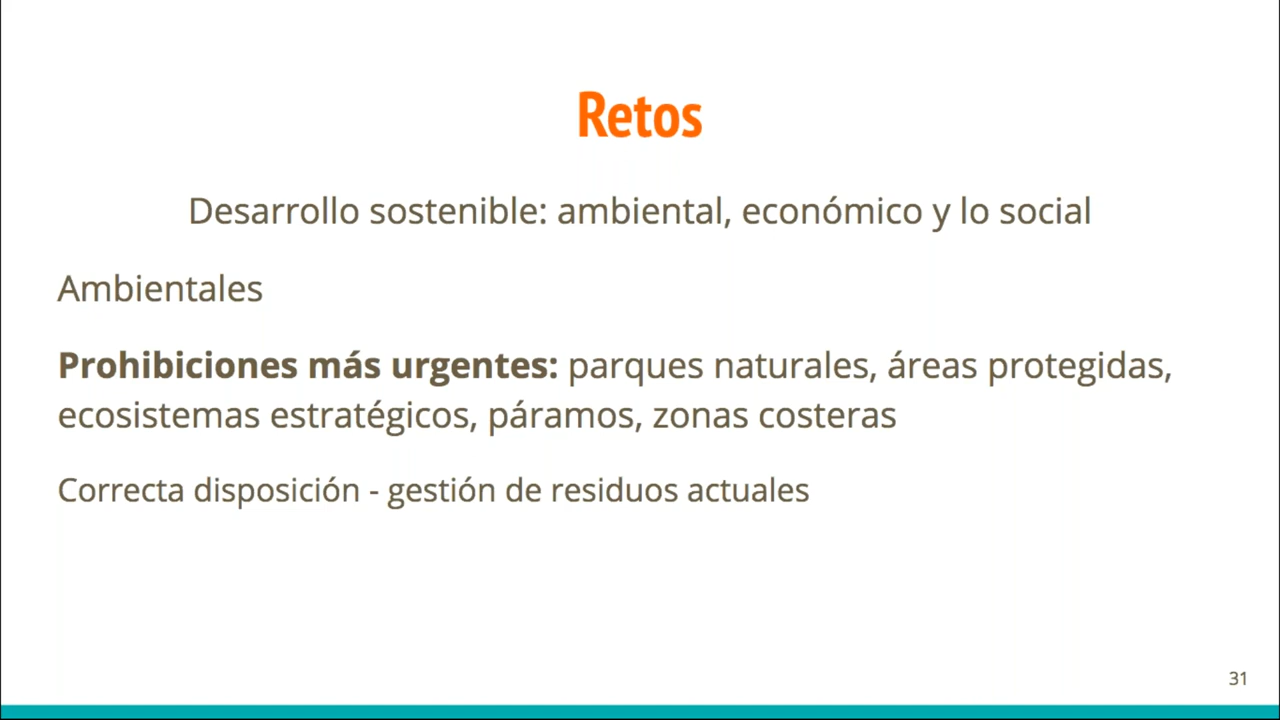 Retos
Desarrollo sostenible: ambiental, económico y lo social
Ambientales
Prohibiciones más urgentes: parques naturales, áreas protegidas,
ecosistemas estratégicos, páramos, zonas costeras
Correcta disposición - gestión de residuos actuales
31